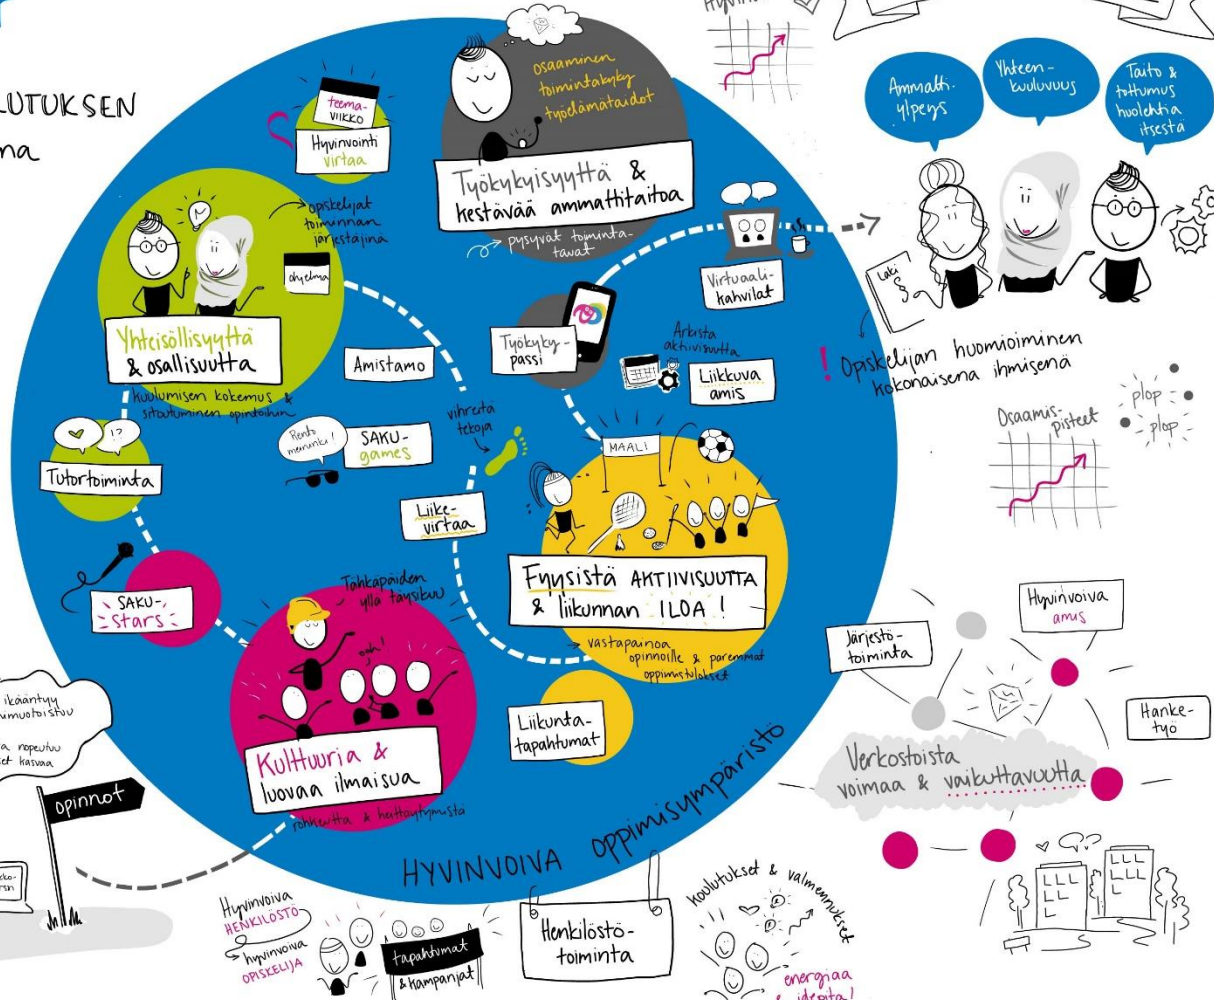 LUTUKSEN
na
teema-
VIIKKO
Hyvinvointi
virtaa
osaaminen
toimintakyky
työelämätaidot
Työkykyisyyttä &
kestävää ammattitaitoa
pysyvät toiminta-
tavat
opiskelijat
toiminnan
järjestäjinä
ohjelma
Yhteisöllisyyttä
& osallisuutta
kuulumisen kokemus &
sitoutuminen opintoihin
Amistamo
Työkyky-
passi
Virtuaali-
kahvilat
Arkista
aktiivisuutta
Liikkuva
amis
vihreitä
tekoja
Rento
meininki!
SAKU-
games
Tutortoiminta
!?
Liike-
virtaa
MAALI
Fyysistä AKTIIVISUUTTA
& liikunnan ILOA!
vastapainoa
opinnoille & paremmat
oppimistulokset
SAKU-
stars
Tähkäpäiden
yllä täysikuu
ooh!
Kulttuuria &
luovaa ilmaisua
rohkeutta & heittäytymistä
Liikunta-
tapahtumat
HYVINVOIVA oppimisympäristö
ikääntyy
nopeutuu
kasvaa
opinnot
Ammatti-
ylpeys
Yhteen-
kuuluvuus
Taito &
tottumus
huolehtia
itsestä
Laki
§
! Opiskelijan huomioiminen
kokonaisena ihmisenä
Osaamis-
pisteet
plop
plop
Järjestö-
toiminta
Hyvinvoiva
amis
Hanke-
työ
Verkostoista
voimaa & vaikuttavuutta
Hyvinvoiva
HENKILÖSTÖ
hyvinvoiva
OPISKELIJA
tapahtumat
& kampanjat
Henkilöstö-
toiminta
koulutukset & valmennukset
energiaa
& ideoita!